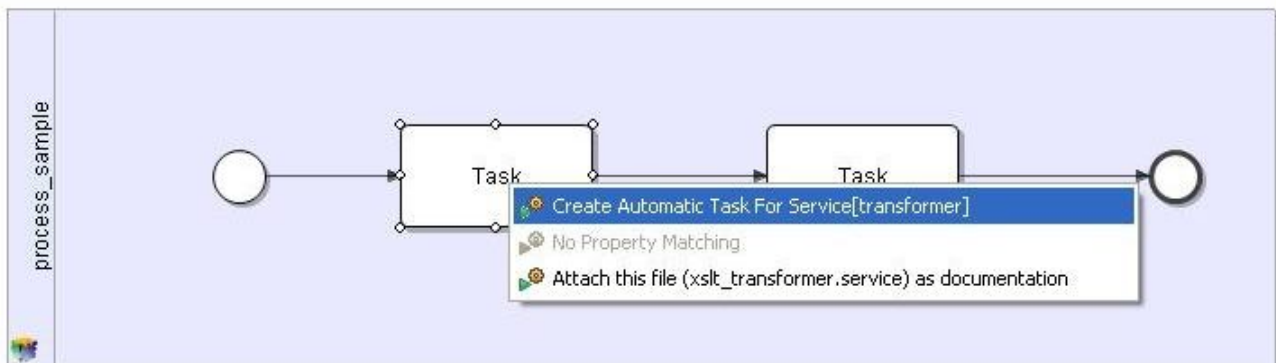 process_sample
Task
Task
Create Automatic Task For Service[transformer]
No Property Matching
Attach this file (xslt_transformer.service) as documentation